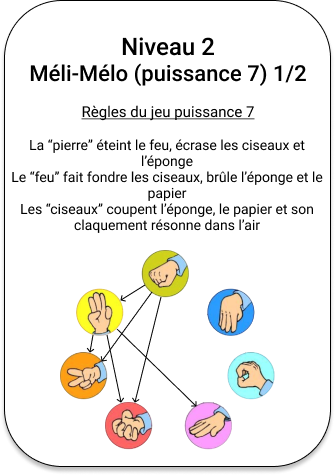 Niveau 2
Méli-Mélo (puissance 7) 1/2
Règles du jeu puissance 7
La “pierre” éteint le feu, écrase les ciseaux et
l’éponge
Le “feu” fait fondre les ciseaux, brûle l’éponge et le
papier
Les “ciseaux” coupent l’éponge, le papier et son
claquement résonne dans l’air